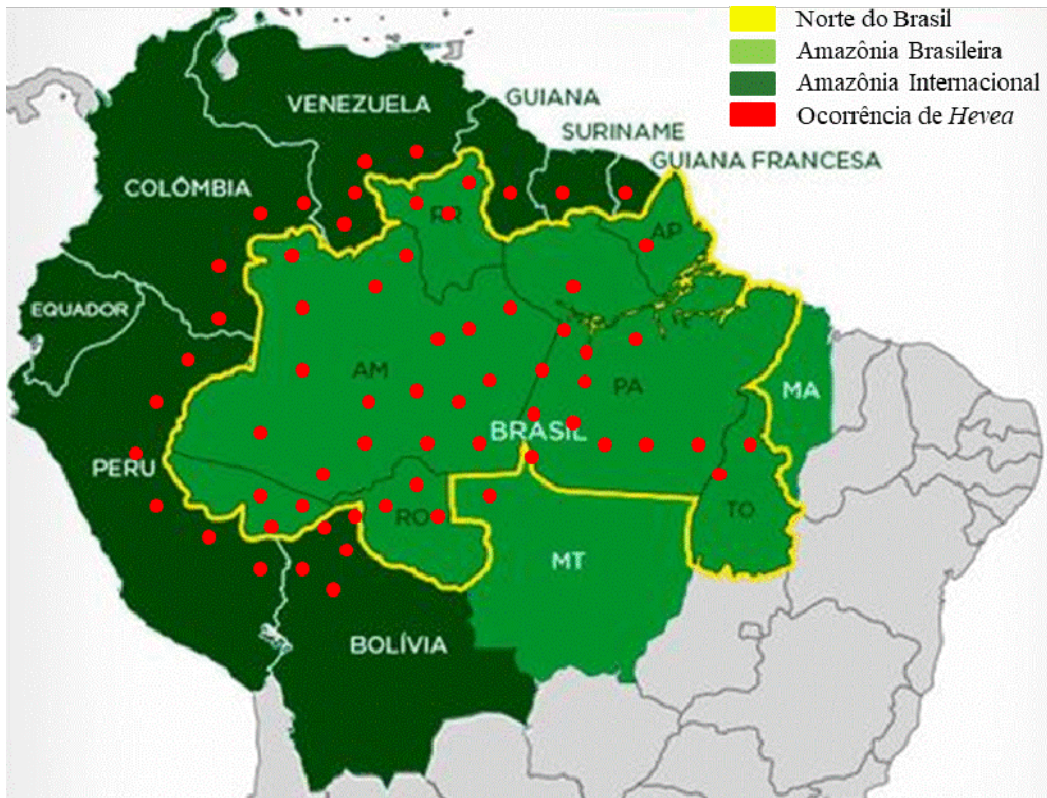 Norte do Brasil
Amazônia Brasileira
Amazônia Internacional
Ocorrência de Hevea
VENEZUELA
GUIANA
SURINAME
GUIANA FRANCESA
COLÔMBIA
RR
AP
EQUADOR
AM
PA
MA
BRASIL
PERU
RO
TO
MT
BOLÍVIA